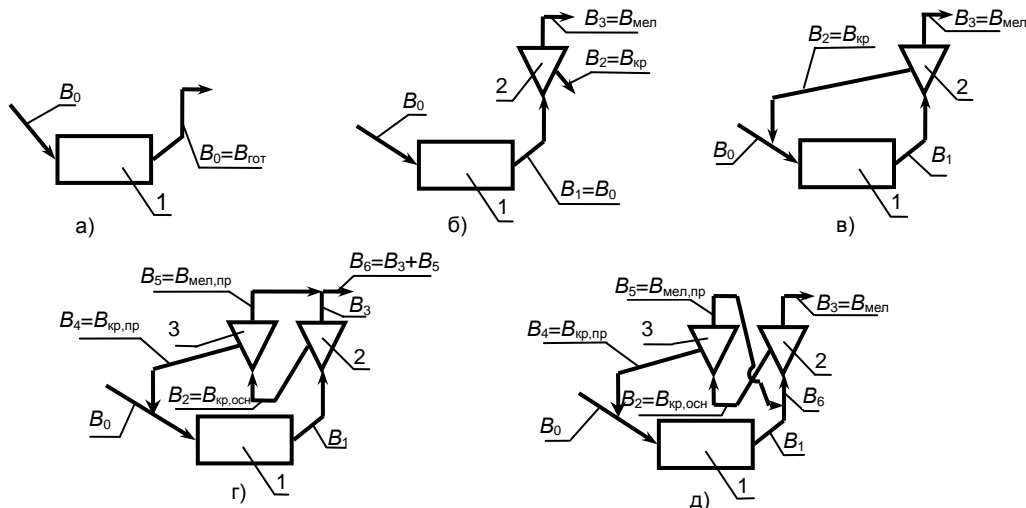 B₀
B₀=Bгот
1
а)
B₃=Bмел
B₂=Bкр
2
B₀
B₁=B₀
1
б)
B₃=Bмел
B₂=Bкр
2
B₀
B₁
1
в)
B₆=B₃+B₅
B₅=Bмел,пр
B₃
B₄=Bкр,пр
3
2
B₂=Bкр,осн
B₀
B₁
1
г)
B₅=Bмел,пр
B₃=Bмел
B₄=Bкр,пр
3
2
B₂=Bкр,осн
B₆
B₀
B₁
1
д)